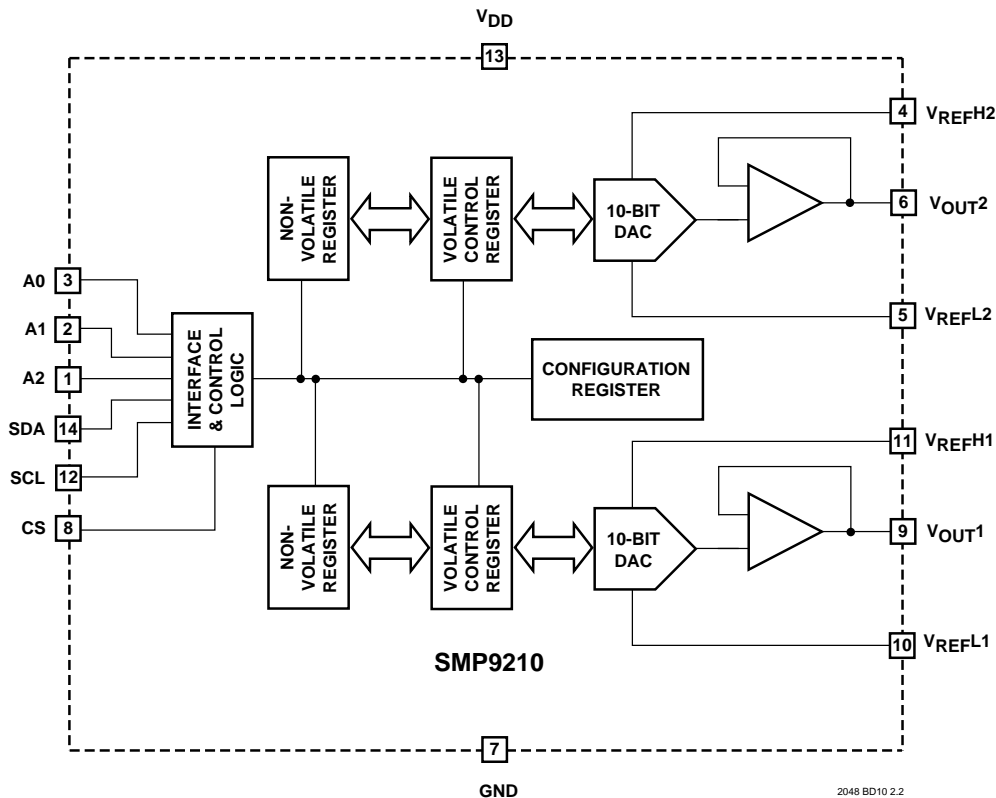 VDD
13
4
VREFH2
NON-
VOLATILE
REGISTER
VOLATILE
CONTROL
REGISTER
10-BIT
DAC
6
VOUT2
5
VREFL2
A0
3
A1
2
A2
1
SDA
14
SCL
12
CS
8
INTERFACE
& CONTROL
LOGIC
CONFIGURATION
REGISTER
11
VREFH1
NON-
VOLATILE
REGISTER
VOLATILE
CONTROL
REGISTER
10-BIT
DAC
9
VOUT1
10
VREFL1
SMP9210
7
GND
2048 BD10 2.2